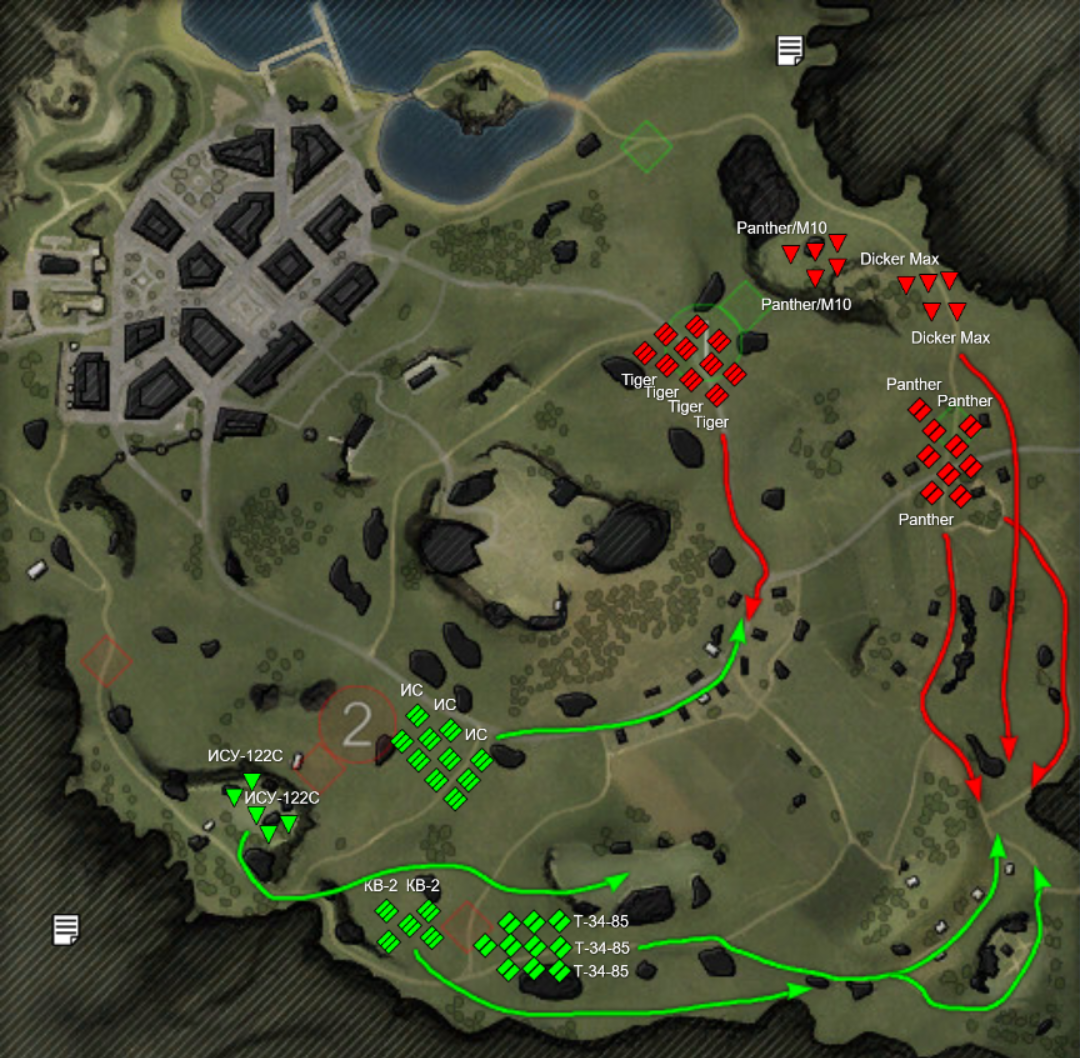 Panther/M10
Dicker Max
Panther/M10
Dicker Max
Panther
Panther
Tiger
Tiger
Tiger
Tiger
Panther
ИС
ИС
2
ИС
ИСУ-122С
ИСУ-122С
КВ-2 КВ-2
Т-34-85
Т-34-85
Т-34-85